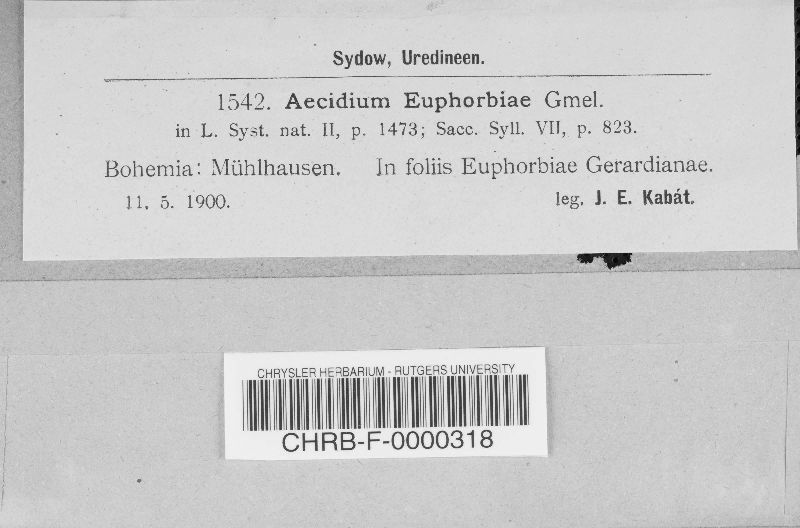 Sydow, Uredineen.
1542. Aecidium Euphorbiae Gmel.
in L. Syst. nat. II, p. 1473; Sacc. Syll. VII, p. 823.
Bohemia: Mühlhausen. In foliis Euphorbiae Gerardianae.
11. 5. 1900. leg. J. E. Kabát.
CHRYSLER HERBARIUM - RUTGERS UNIVERSITY
CHRB-F-0000318